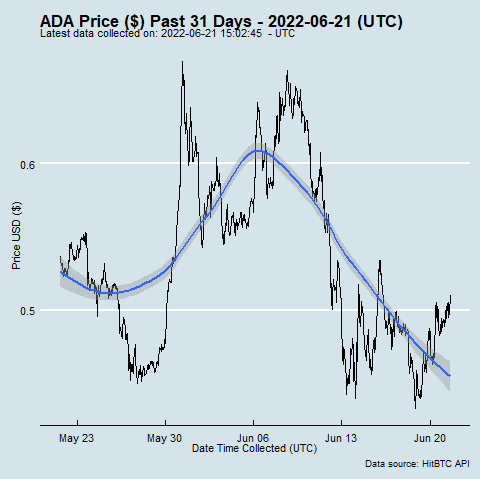 ADA Price ($) Past 31 Days - 2022-06-21 (UTC)
Latest data collected on: 2022-06-21 15:02:45 - UTC
0.6
Price USD ($)
0.5
May 23 May 30 Jun 06 Jun 13 Jun 20
Date Time Collected (UTC)
Data source: HitBTC API